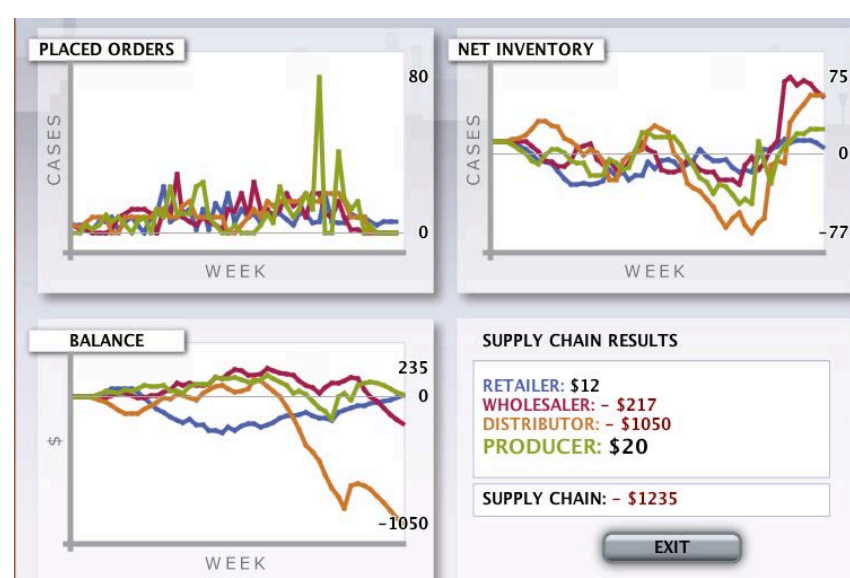 PLACED ORDERS
80
CASES
0
WEEK
NET INVENTORY
75
CASES
0
-77
WEEK
BALANCE
235
0
$
-1050
WEEK
SUPPLY CHAIN RESULTS
RETAILER: $12
WHOLESALER: - $217
DISTRIBUTOR: - $1050
PRODUCER: $20
SUPPLY CHAIN: - $1235
EXIT